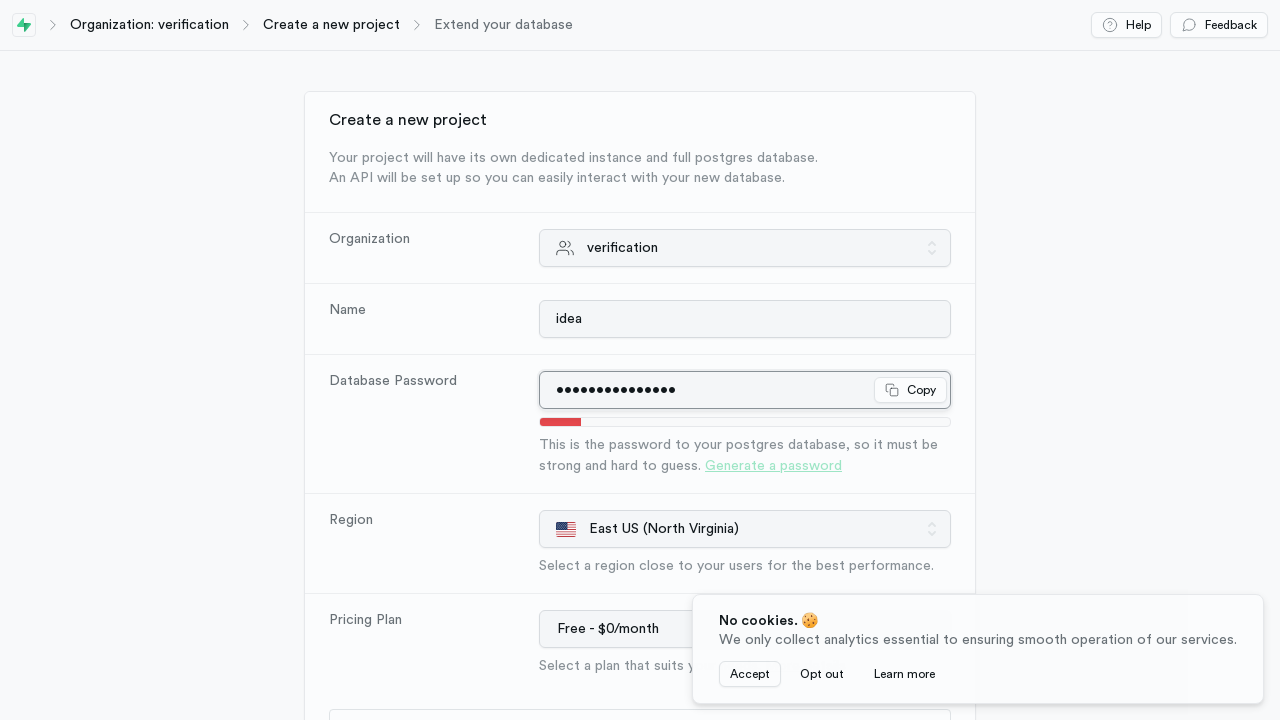 Organization: verification
Create a new project
Extend your database
Help
Feedback
Create a new project
Your project will have its own dedicated instance and full postgres database.
An API will be set up so you can easily interact with your new database.
Organization
verification
Name
idea
Database Password
•••••••••••••••
Copy
This is the password to your postgres database, so it must be
strong and hard to guess. Generate a password
Region
East US (North Virginia)
Select a region close to your users for the best performance.
Pricing Plan
Free - $0/month
Select a plan that suits
No cookies. 🍪
We only collect analytics essential to ensuring smooth operation of our services.
Accept
Opt out
Learn more